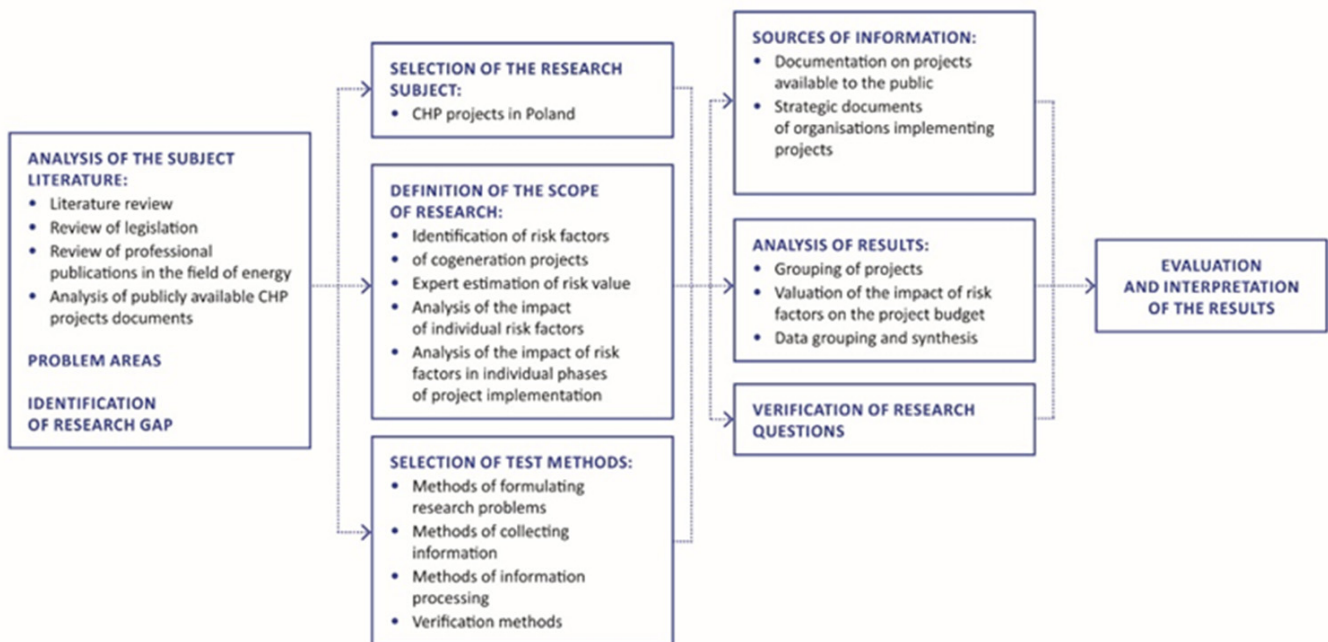 ANALYSIS OF THE SUBJECT
LITERATURE:
• Literature review
• Review of legislation
• Review of professional
publications in the field of energy
• Analysis of publicly available CHP
projects documents
PROBLEM AREAS
IDENTIFICATION
OF RESEARCH GAP
SELECTION OF THE RESEARCH
SUBJECT:
• CHP projects in Poland
DEFINITION OF THE SCOPE
OF RESEARCH:
• Identification of risk factors
• of cogeneration projects
• Expert estimation of risk value
• Analysis of the impact
of individual risk factors
• Analysis of the impact of risk
factors in individual phases
of project implementation
SELECTION OF TEST METHODS:
• Methods of formulating
research problems
• Methods of collecting
information
• Methods of information
processing
• Verification methods
SOURCES OF INFORMATION:
• Documentation on projects
available to the public
• Strategic documents
of organisations implementing
projects
ANALYSIS OF RESULTS:
• Grouping of projects
• Valuation of the impact of risk
factors on the project budget
• Data grouping and synthesis
VERIFICATION OF RESEARCH
QUESTIONS
EVALUATION
AND INTERPRETATION
OF THE RESULTS